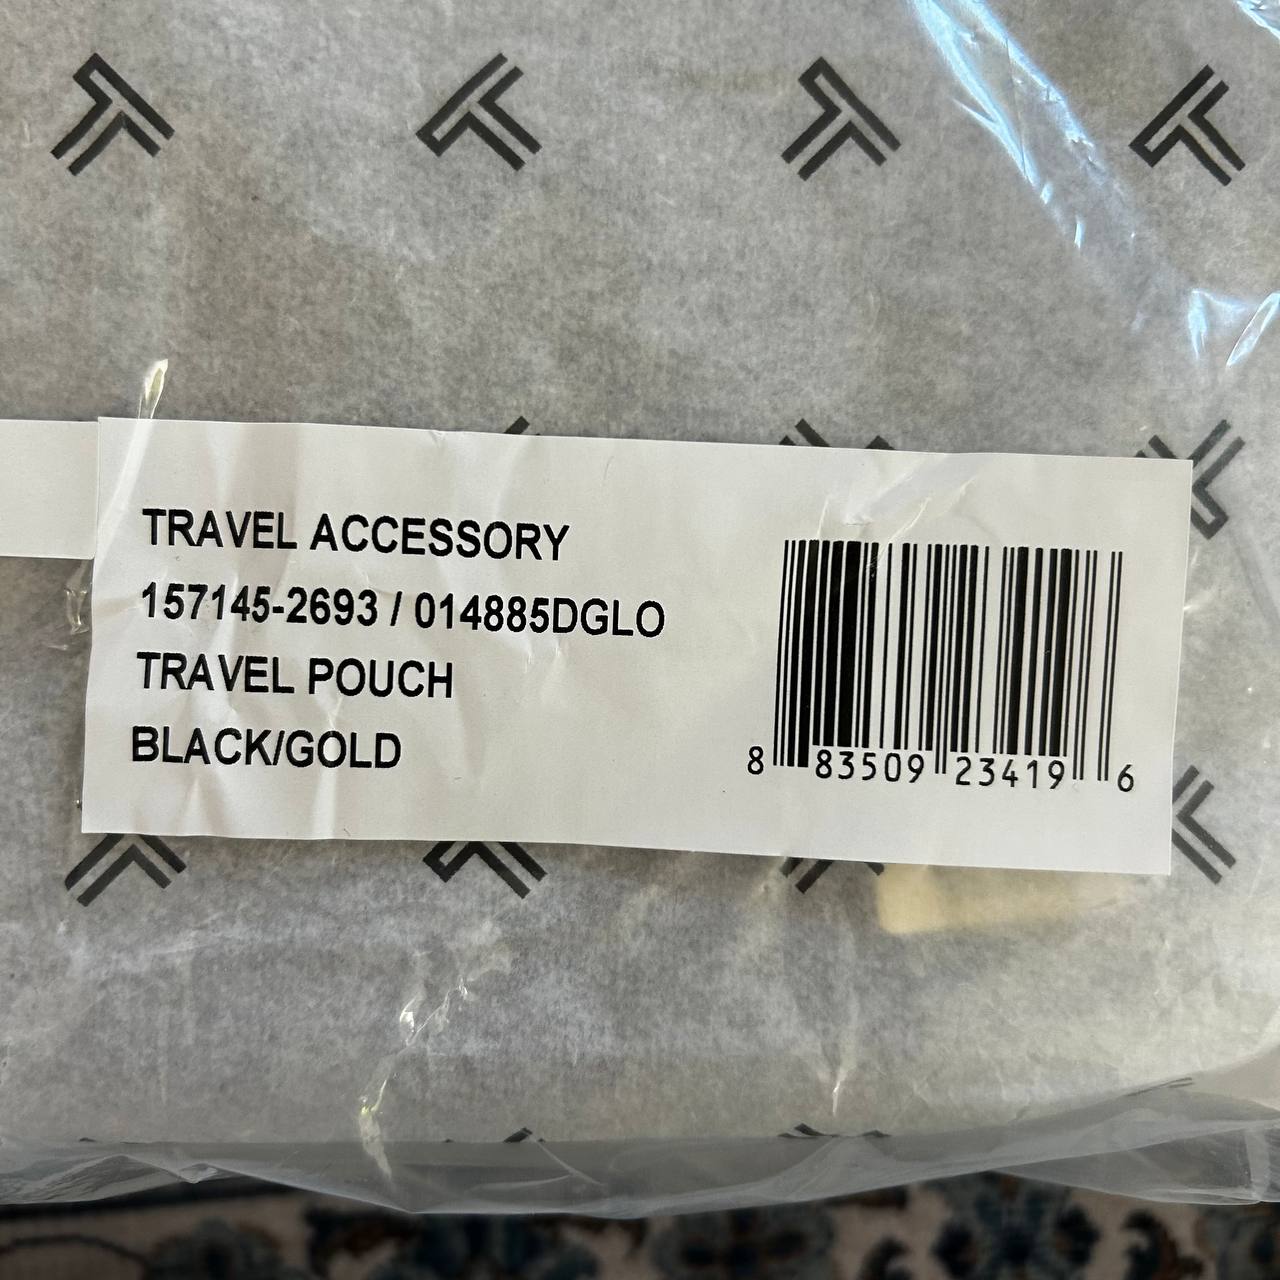 TRAVEL ACCESSORY
157145-2693 / 014885DGLO
TRAVEL POUCH
BLACK/GOLD
8 83509 23419 6